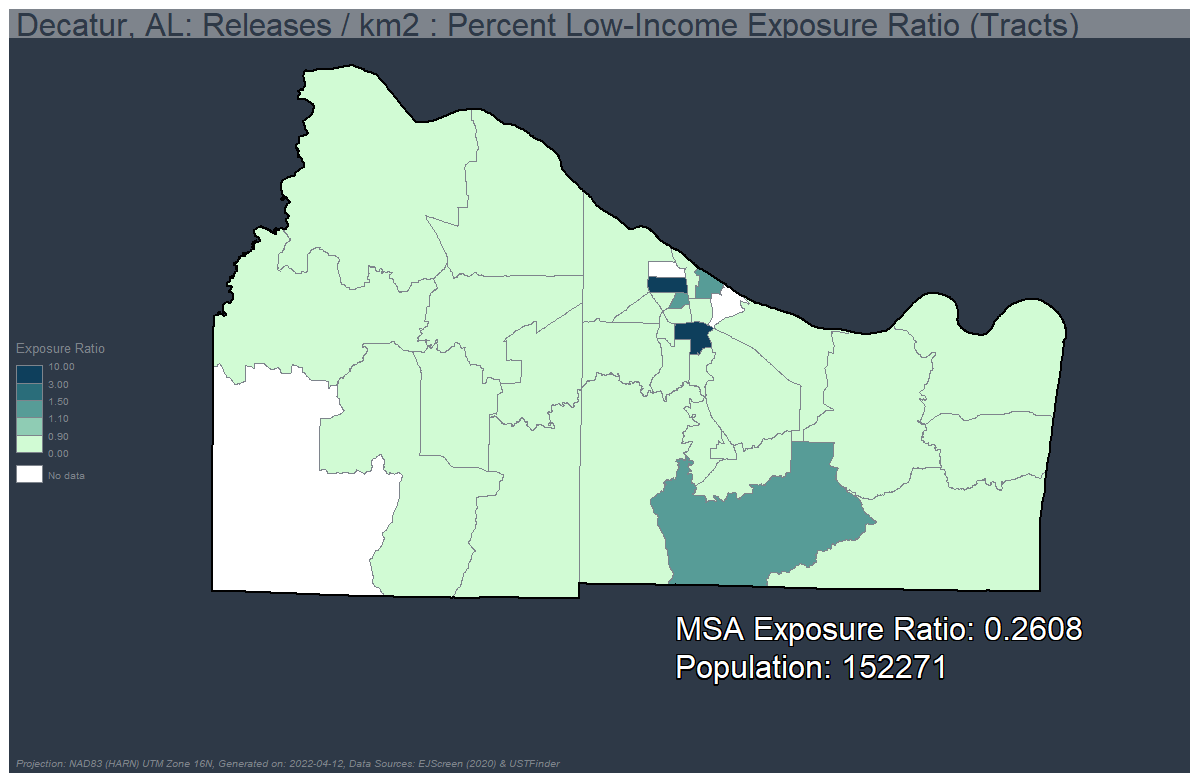 Decatur, AL: Releases / km2 : Percent Low-Income Exposure Ratio (Tracts)
Exposure Ratio
10.00
3.00
1.50
1.10
0.90
0.00
No data
MSA Exposure Ratio: 0.2608
Population: 152271
Projection: NAD83 (HARN) UTM Zone 16N, Generated on: 2022-04-12, Data Sources: EJScreen (2020) & USTFinder